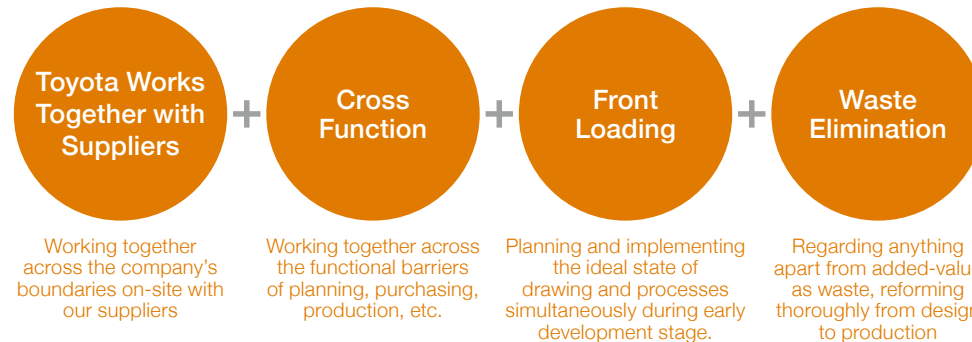 Toyota Works
Together with
Suppliers
+
Cross
Function
+
Front
Loading
+
Waste
Elimination
Working together
across the company's
boundaries on-site with
our suppliers
Working together across
the functional barriers
of planning, purchasing,
production, etc.
Planning and implementing
the ideal state of
drawing and processes
simultaneously during early
development stage.
Regarding anything
apart from added-valu
as waste, reforming
thoroughly from design
to production